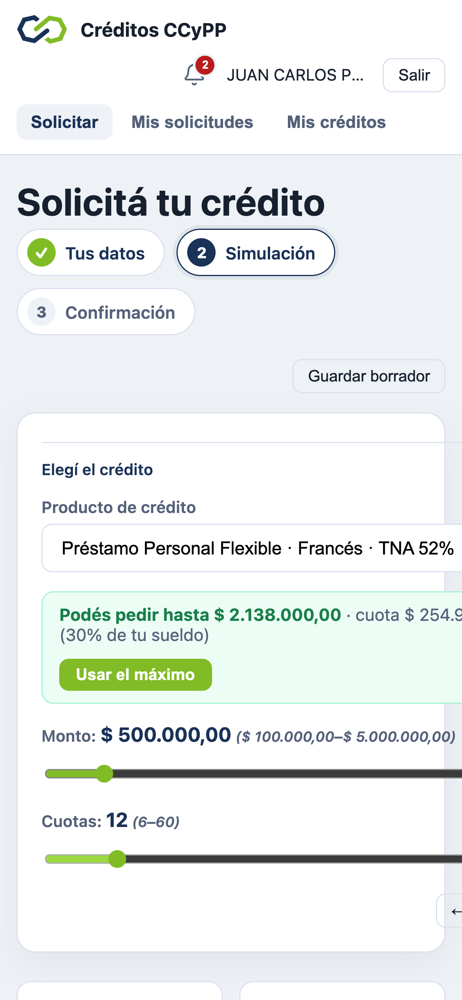 Créditos CCyPP
2
JUAN CARLOS P...
Salir
Solicitar
Mis solicitudes
Mis créditos
Solicitá tu crédito
Tus datos
2 Simulación
3 Confirmación
Guardar borrador
Elegí el crédito
Producto de crédito
Préstamo Personal Flexible · Francés · TNA 52%
Podés pedir hasta $ 2.138.000,00 · cuota $ 254.9
(30% de tu sueldo)
Usar el máximo
Monto: $ 500.000,00 ($ 100.000,00–$ 5.000.000,00)
Cuotas: 12 (6–60)
←